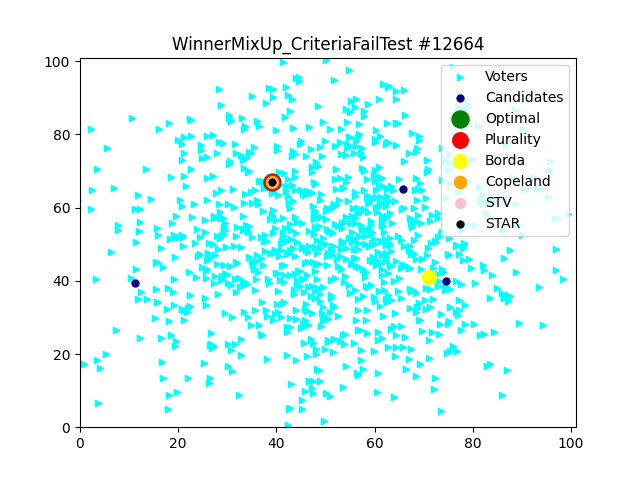 WinnerMixUp_CriteriaFailTest #12664
100
80
60
40
20
0
0 20 40 60 80 100
Voters
Candidates
Optimal
Plurality
Borda
Copeland
STV
STAR